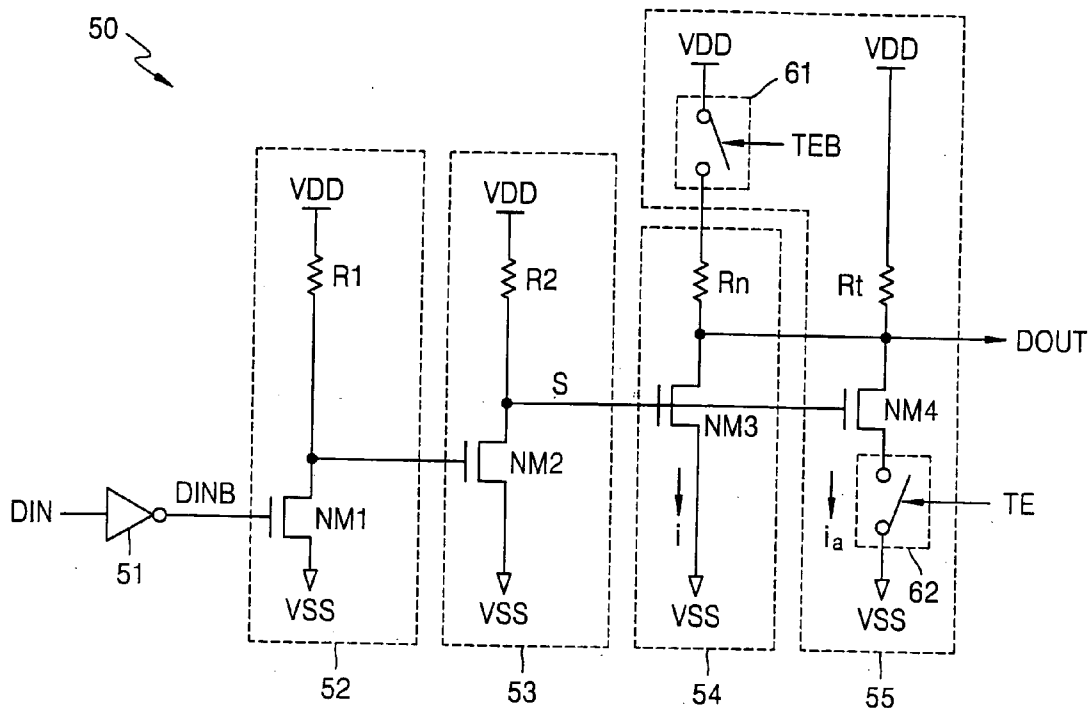 50
VDD
VDD
61
TEB
VDD
VDD
R1
R2
Rn
Rt
DOUT
S
NM3
NM4
NM2
DIN
DINB
NM1
i
ia
TE
51
VSS
VSS
VSS
62
VSS
52
53
54
55